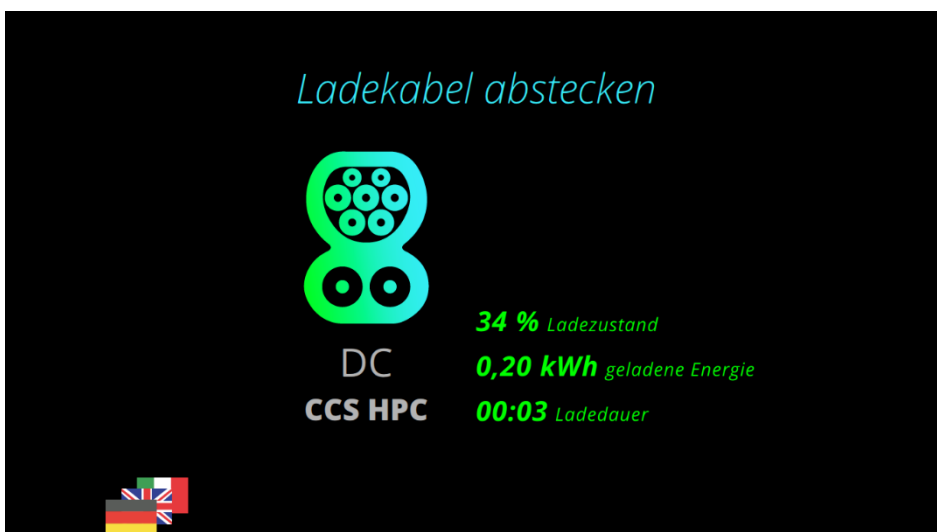 Ladekabel abstecken
34 % Ladezustand
DC
0,20 kWh geladene Energie
CCS HPC
00:03 Ladedauer